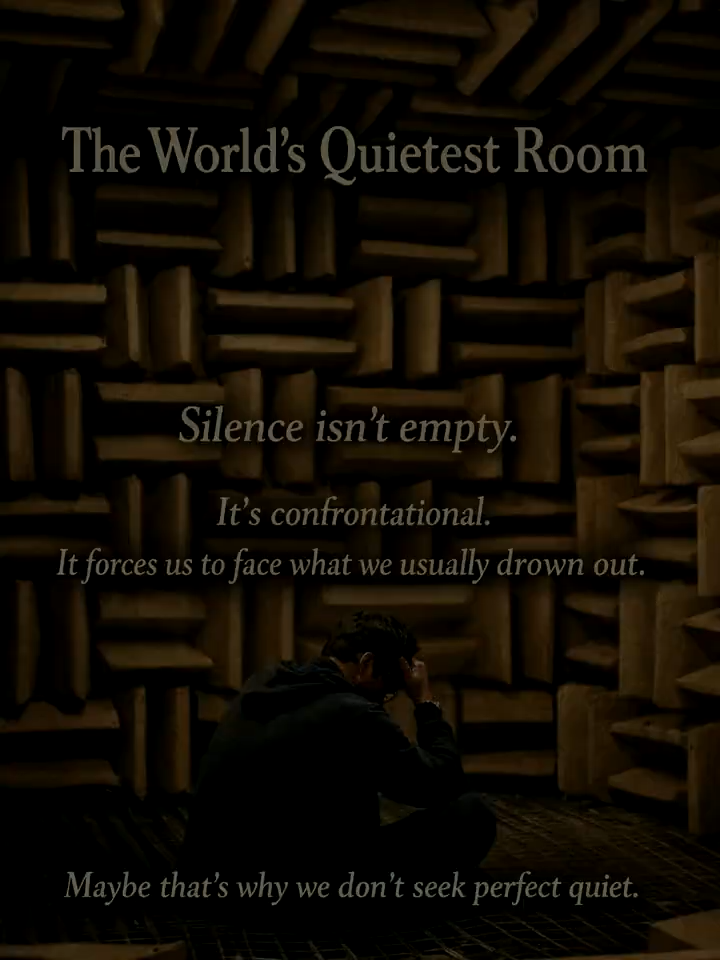 The World’s Quietest Room
Silence isn’t empty.
It’s confrontational.
It forces us to face what we usually drown out.
Maybe that’s why we don’t seek perfect quiet.